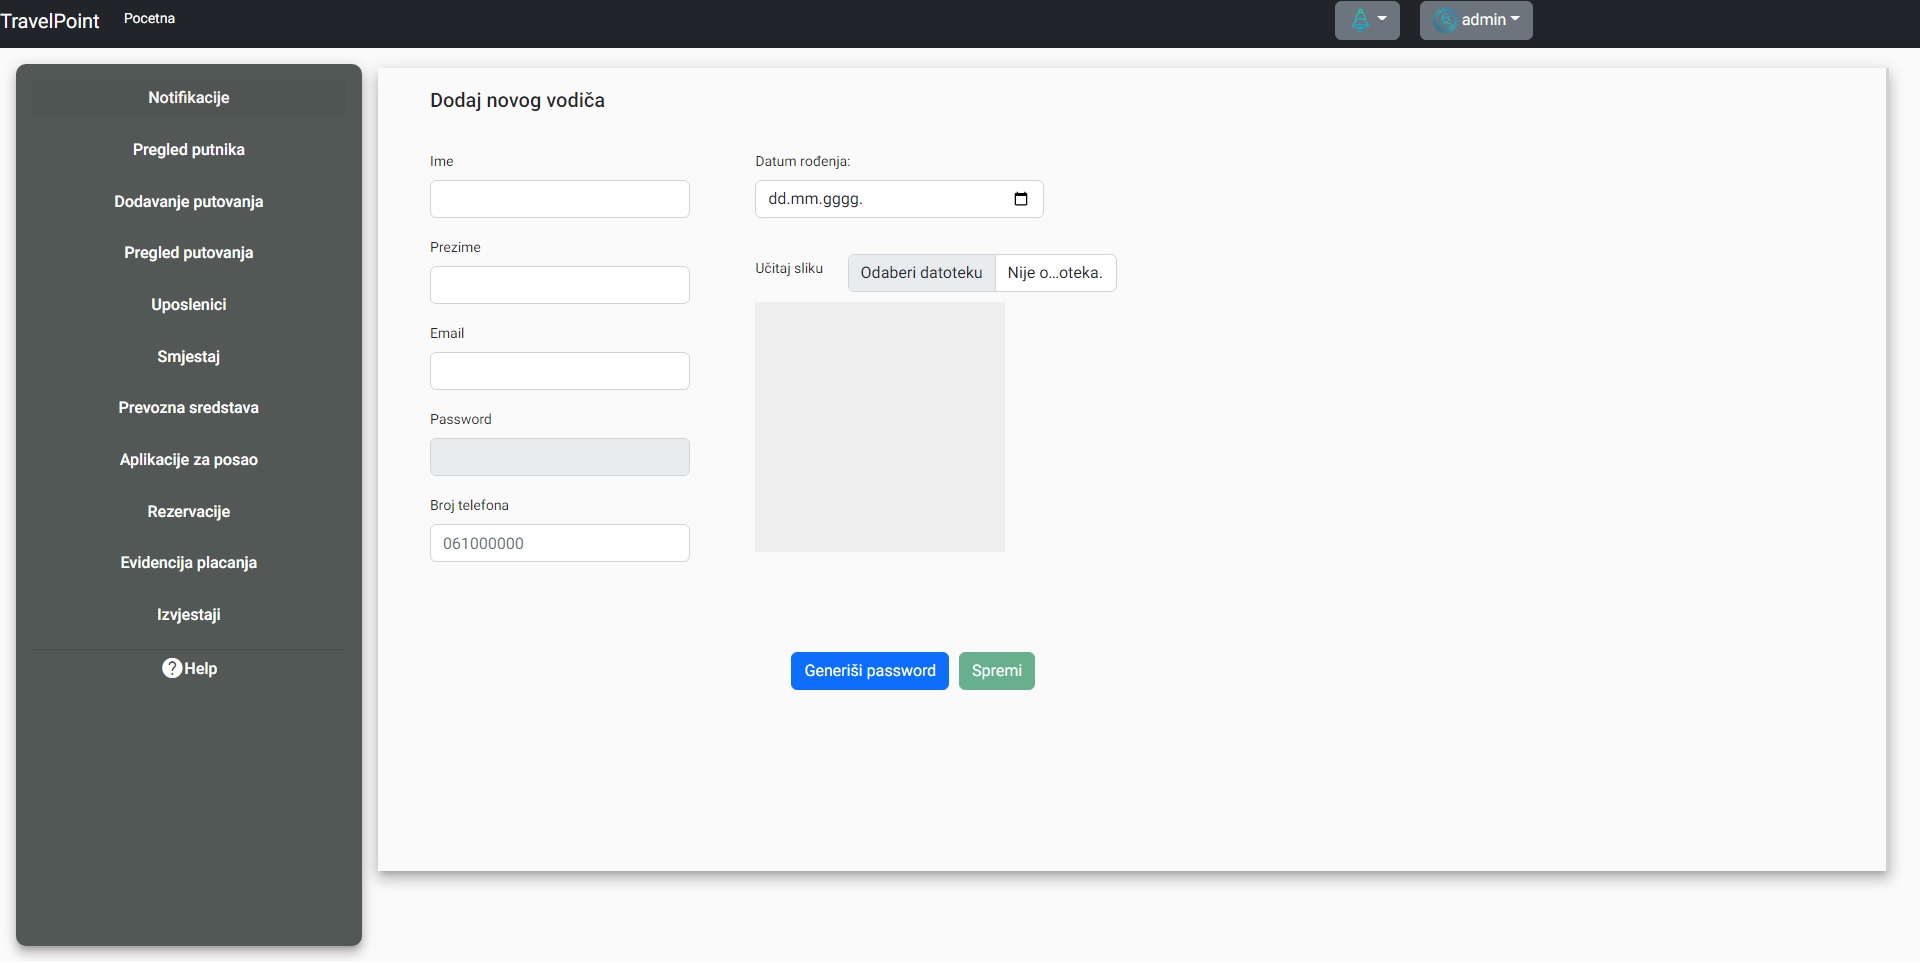 TravelPoint
Pocetna
admin
Notifikacije
Pregled putnika
Dodavanje putovanja
Pregled putovanja
Uposlenici
Smjestaj
Prevozna sredstava
Aplikacije za posao
Rezervacije
Evidencija placanja
Izvjestaji
Help
Dodaj novog vodiča
Ime
Prezime
Email
Password
Broj telefona
061000000
Datum rođenja:
dd.mm.gggg.
Učitaj sliku
Odaberi datoteku
Nije o...oteka.
Generiši password
Spremi